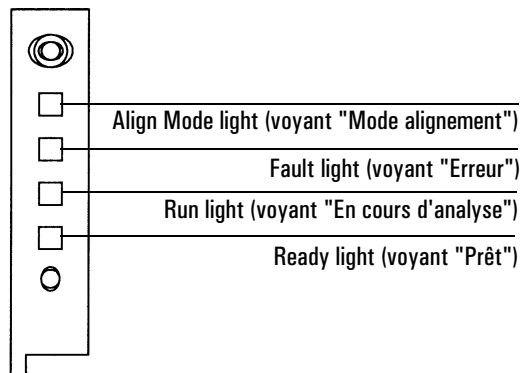 Align Mode light (voyant "Mode alignement")
Fault light (voyant "Erreur")
Run light (voyant "En cours d'analyse")
Ready light (voyant "Prêt")